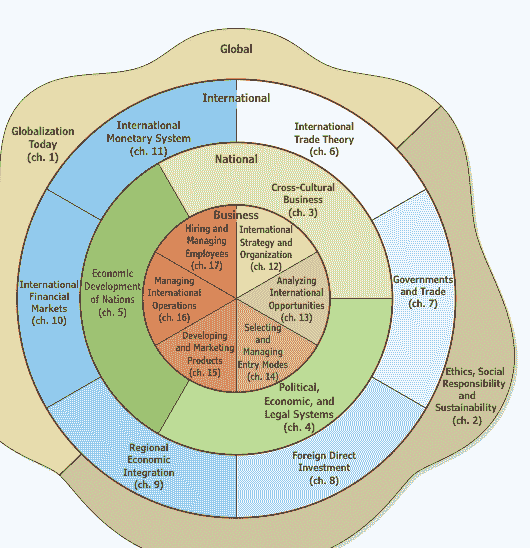 Global
International
Globalization
Today
(ch. 1)
International
Monetary System
(ch. 11)
International
Trade Theory
(ch. 6)
National
Cross-Cultural
Business
(ch. 3)
Business
Hiring and
Managing
Employees
(ch. 17)
International
Strategy and
Organization
(ch. 12)
Economic
Development
of Nations
(ch. 5)
Managing
International
Operations
(ch. 16)
Analyzing
International
Opportunities
(ch. 13)
Governments
and Trade
(ch. 7)
International
Financial
Markets
(ch. 10)
Developing
and Marketing
Products
(ch. 15)
Selecting
and
Managing
Entry Modes
(ch. 14)
Political,
Economic, and
Legal Systems
(ch. 4)
Ethics, Social
Responsibility
and
Sustainability
(ch. 2)
Regional
Economic
Integration
(ch. 9)
Foreign Direct
Investment
(ch. 8)